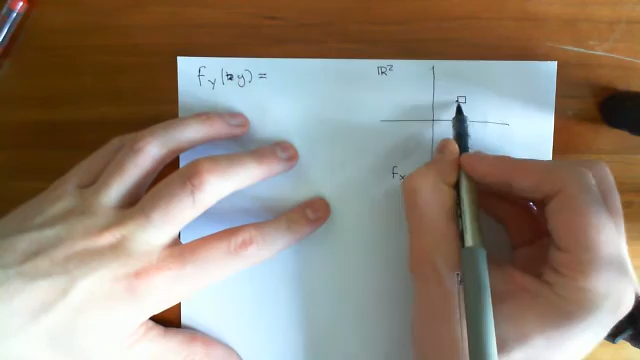 f_Y(y) =
ℝ²
f_X